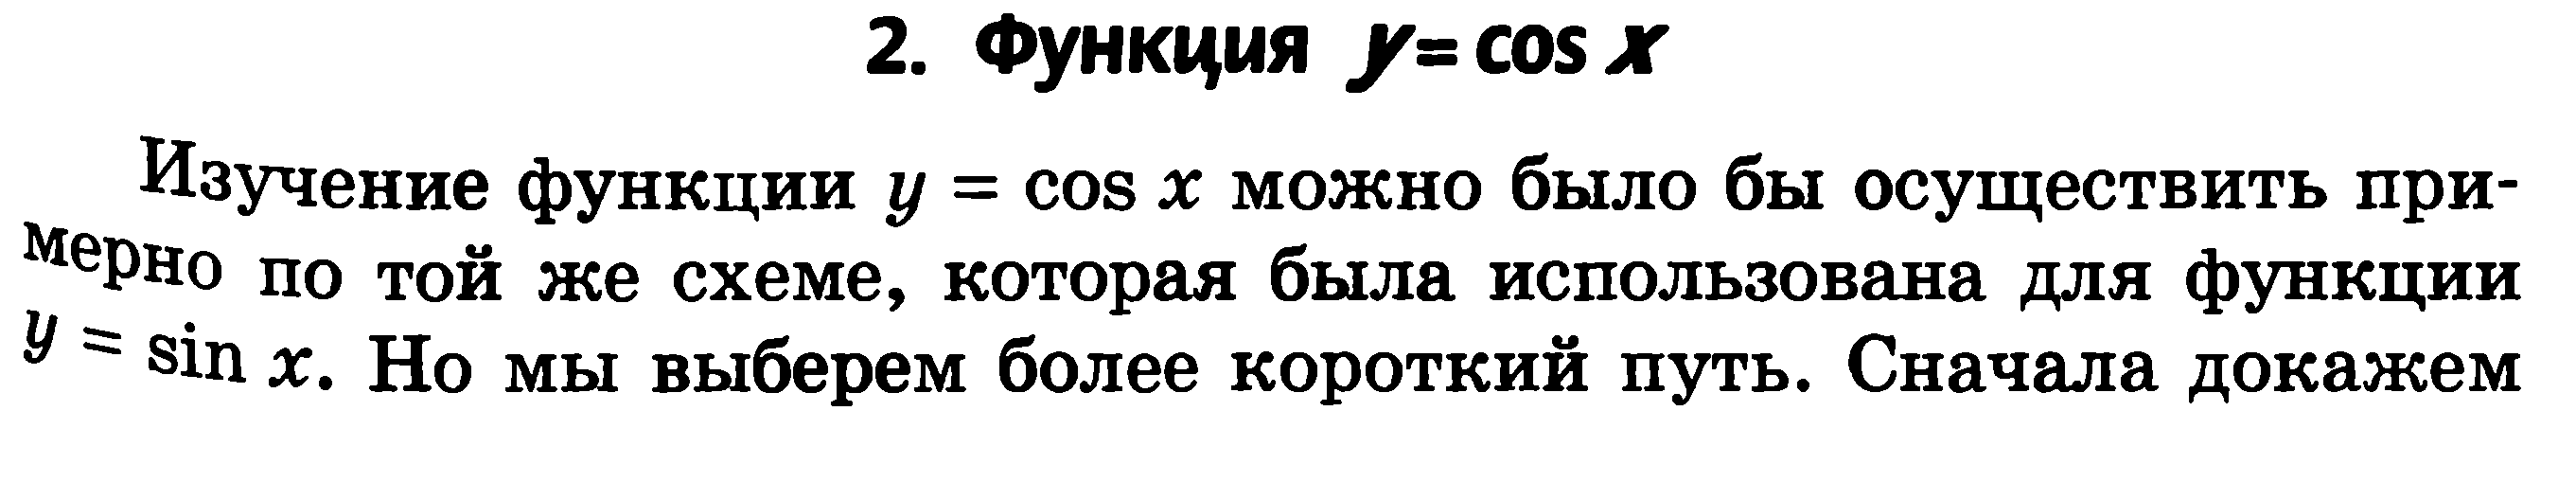 2. Функция y = cos x
Изучение функции y = cos x можно было бы осуществить при-
мерно по той же схеме, которая была использована для функции
y = sin x. Но мы выберем более короткий путь. Сначала докажем